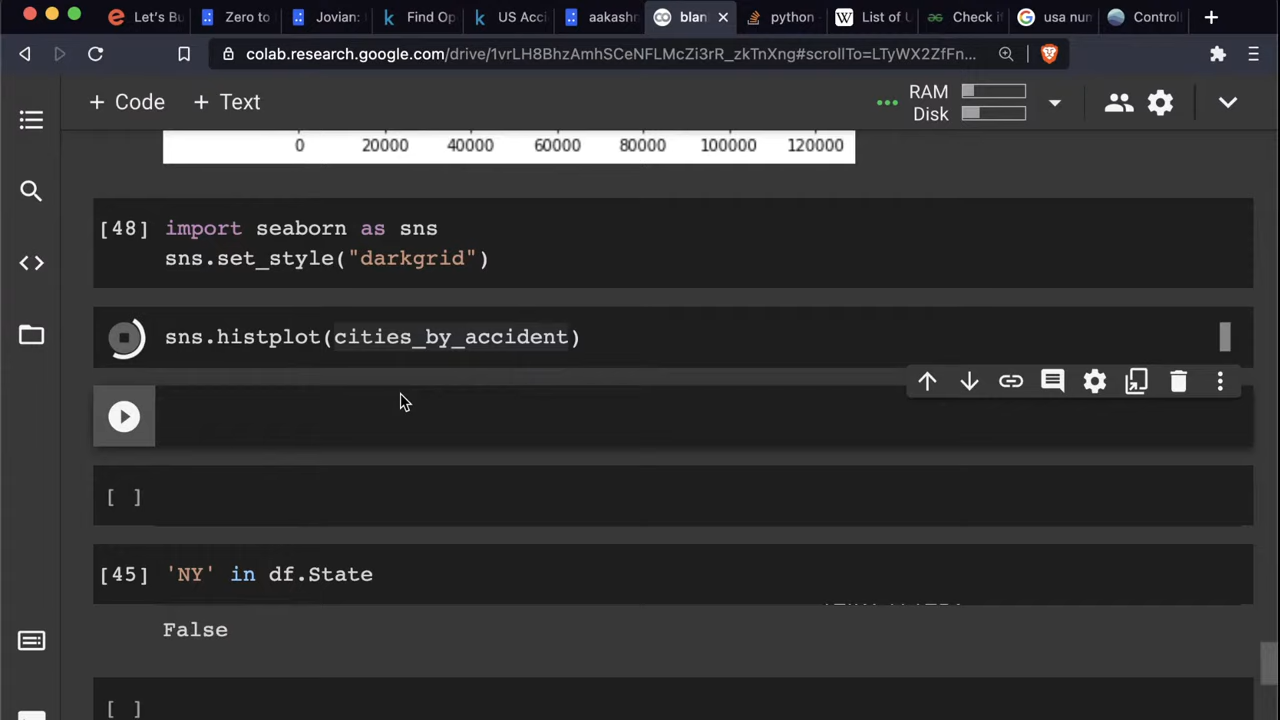 Let's Bu
Zero to
Jovian:
Find Op
US Acci
aakashn
blan
python
List of U
Check if
usa num
Control
colab.research.google.com/drive/1vrLH8BhzAmhSCeNFLMcZi3rR_zkTnXng#scrollTo=LTyWX2ZfFn...
+ Code
+ Text
RAM
Disk
0 20000 40000 60000 80000 100000 120000
[48] import seaborn as sns
sns.set_style("darkgrid")
sns.histplot(cities_by_accident)
[ ]
[45] 'NY' in df.State
False
[ ]